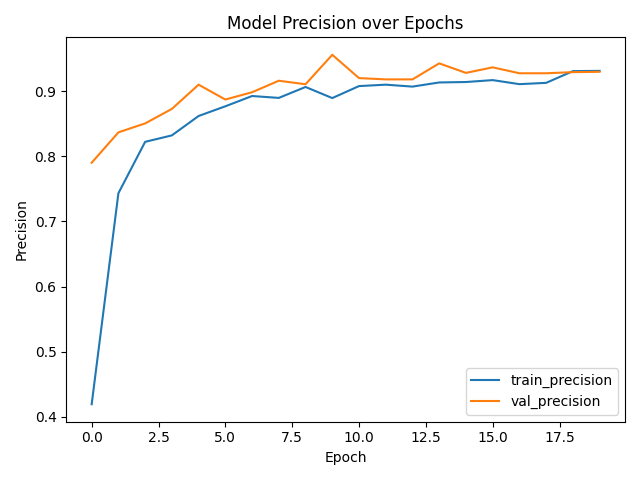 Model Precision over Epochs
Precision
0.9
0.8
0.7
0.6
0.5
0.4
0.0 2.5 5.0 7.5 10.0 12.5 15.0 17.5
Epoch
train_precision
val_precision